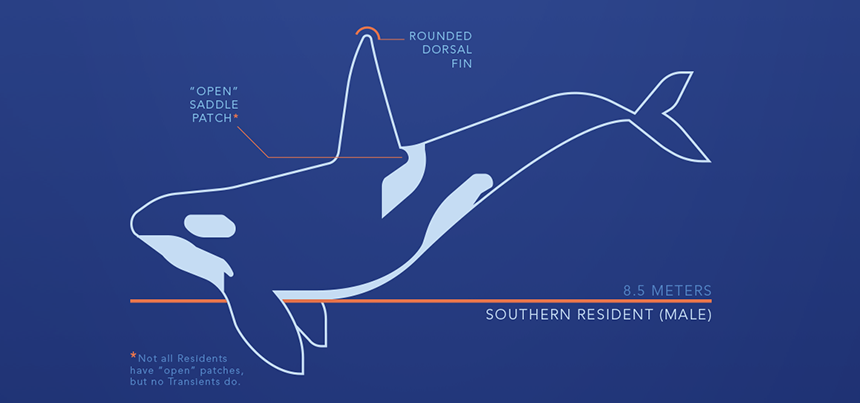 ROUNDED
DORSAL
FIN
“OPEN”
SADDLE
PATCH*
8.5 METERS
SOUTHERN RESIDENT (MALE)
*Not all Residents
have “open” patches,
but no Transients do.